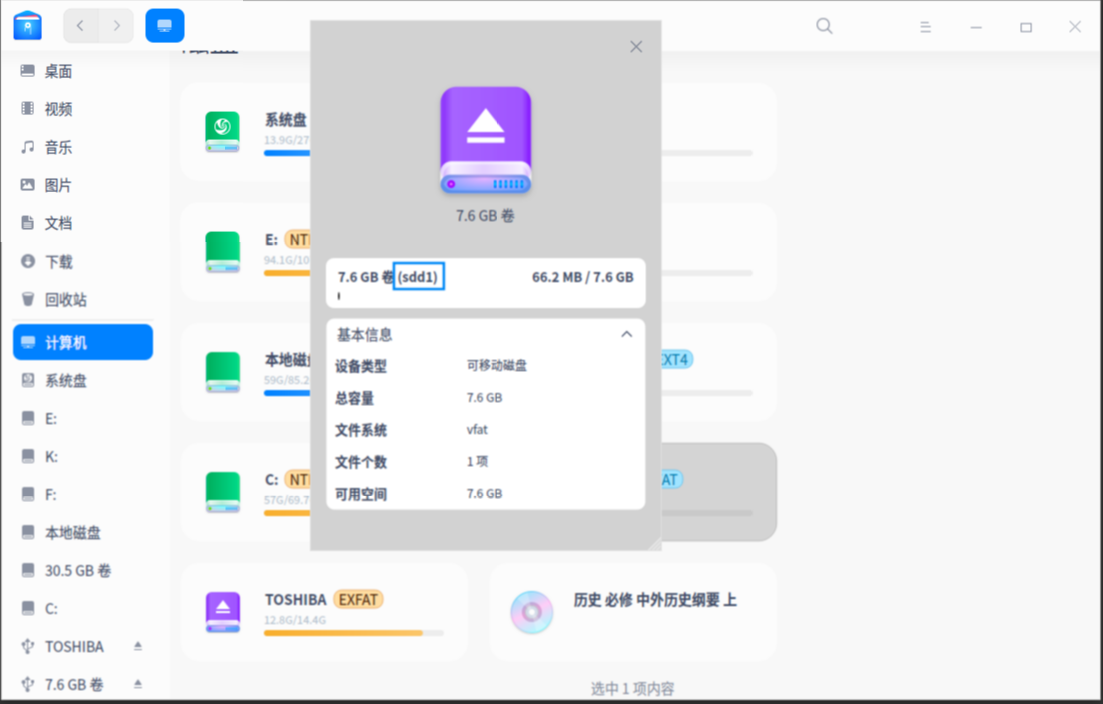 桌面
视频
音乐
图片
文档
下载
回收站
计算机
系统盘
E:
K:
F:
本地磁盘
30.5 GB 卷
C:
TOSHIBA
7.6 GB 卷
系统盘
13.9G/27
E:
94.1G/10
本地磁
59G/85.2
XT4
C:
57G/69.7
AT
TOSHIBA EXFAT
12.8G/14.4G
历史 必修 中外历史纲要 上
选中 1 项内容
7.6 GB 卷
7.6 GB 卷 (sdd1) 66.2 MB / 7.6 GB
基本信息
设备类型 可移动磁盘
总容量 7.6 GB
文件系统 vfat
文件个数 1 项
可用空间 7.6 GB